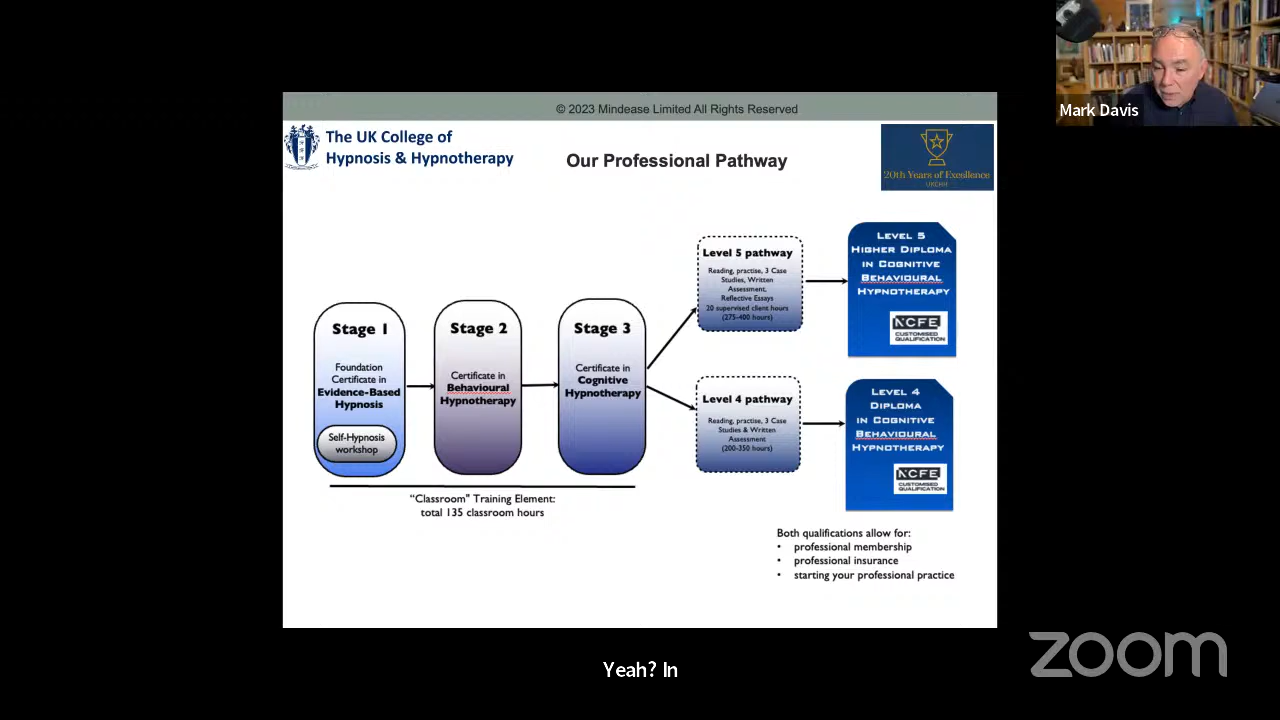 © 2023 Mindease Limited All Rights Reserved
The UK College of
Hypnosis & Hypnotherapy
Our Professional Pathway
20th Years of Excellence
UKCHH
Mark Davis
Stage 1
Foundation
Certificate in
Evidence-Based
Hypnosis
Self-Hypnosis
workshop
Stage 2
Certificate in
Behavioural
Hypnotherapy
Stage 3
Certificate in
Cognitive
Hypnotherapy
"Classroom" Training Element:
total 135 classroom hours
Level 5 pathway
Reading, practise, 3 Case
Studies, Written
Assessment,
Reflective Essays
20 supervised client hours
(275-400 hours)
Level 5
Higher Diploma
in Cognitive
Behavioural
Hypnotherapy
NCFE
CUSTOMISED
QUALIFICATION
Level 4 pathway
Reading, practise, 3 Case
Studies & Written
Assessment
(200-350 hours)
Level 4
Diploma
in Cognitive
Behavioural
Hypnotherapy
NCFE
CUSTOMISED
QUALIFICATION
Both qualifications allow for:
• professional membership
• professional insurance
• starting your professional practice
Yeah? In
zoom